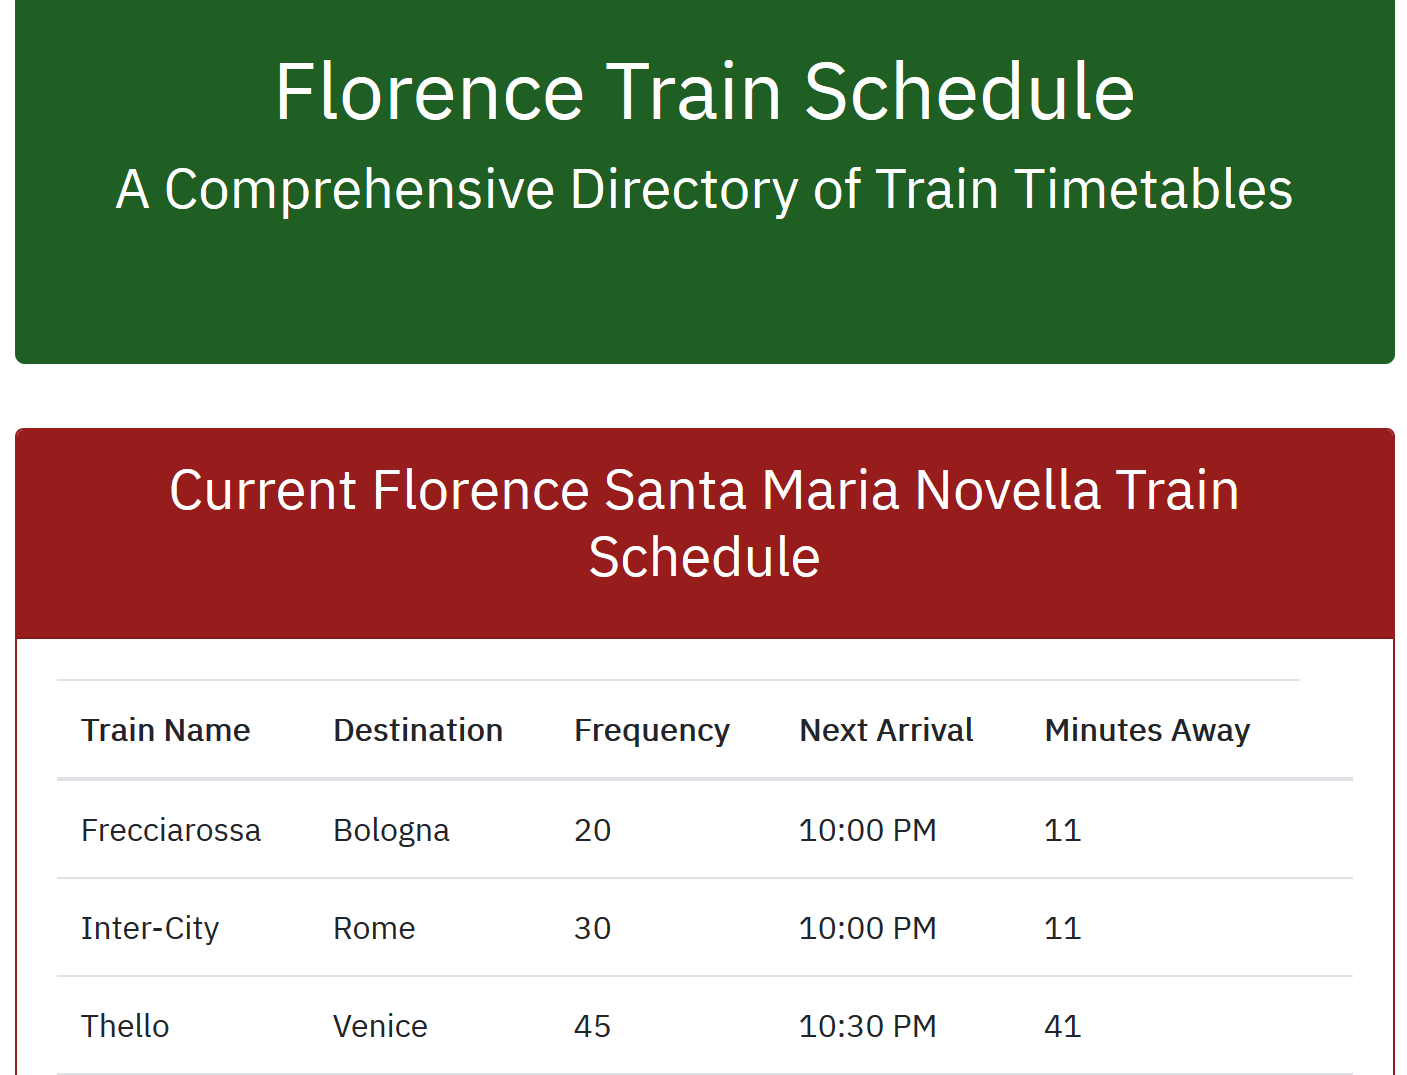 Florence Train Schedule
A Comprehensive Directory of Train Timetables
Current Florence Santa Maria Novella Train
Schedule
Train Name Destination Frequency Next Arrival Minutes Away
Frecciarossa Bologna 20 10:00 PM 11
Inter-City Rome 30 10:00 PM 11
Thello Venice 45 10:30 PM 41